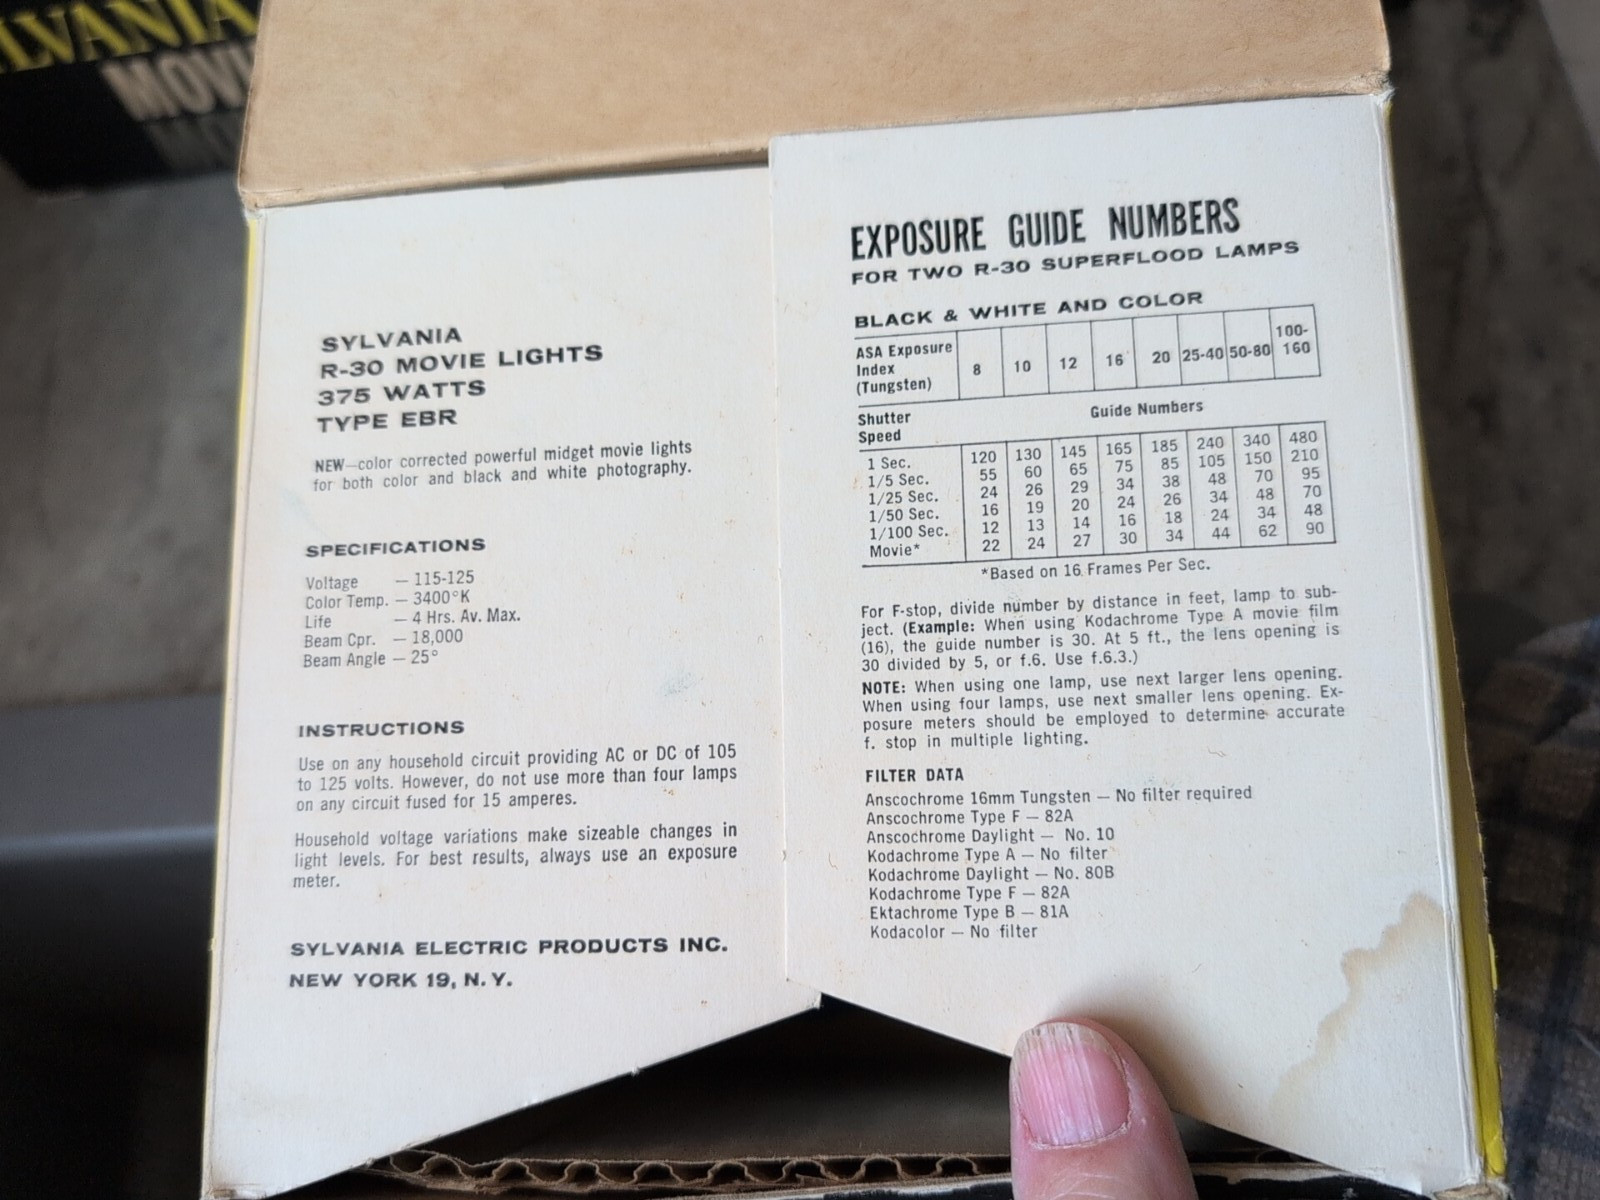 LVANIA
MOVI
SYLVANIA
R-30 MOVIE LIGHTS
375 WATTS
TYPE EBR
NEW—color corrected powerful midget movie lights
for both color and black and white photography.
SPECIFICATIONS
Voltage — 115-125
Color Temp. — 3400°K
Life — 4 Hrs. Av. Max.
Beam Cpr. — 18,000
Beam Angle — 25°
INSTRUCTIONS
Use on any household circuit providing AC or DC of 105
to 125 volts. However, do not use more than four lamps
on any circuit fused for 15 amperes.
Household voltage variations make sizeable changes in
light levels. For best results, always use an exposure
meter.
SYLVANIA ELECTRIC PRODUCTS INC.
NEW YORK 19, N.Y.
EXPOSURE GUIDE NUMBERS
FOR TWO R-30 SUPERFLOOD LAMPS
BLACK & WHITE AND COLOR
ASA Exposure
Index
(Tungsten) 8 10 12 16 20 25-40 50-80 100-
160
Shutter
Speed
Guide Numbers
1 Sec. 120 130 145 165 185 240 340 480
1/5 Sec. 55 60 65 75 85 105 150 210
1/25 Sec. 24 26 29 34 38 48 70 95
1/50 Sec. 16 19 20 24 26 34 48 70
1/100 Sec. 12 13 14 16 18 24 34 48
Movie* 22 24 27 30 34 44 62 90
*Based on 16 Frames Per Sec.
For F-stop, divide number by distance in feet, lamp to sub-
ject. (Example: When using Kodachrome Type A movie film
(16), the guide number is 30. At 5 ft., the lens opening is
30 divided by 5, or f.6. Use f.6.3.)
NOTE: When using one lamp, use next larger lens opening.
When using four lamps, use next smaller lens opening. Ex-
posure meters should be employed to determine accurate
f. stop in multiple lighting.
FILTER DATA
Anscochrome 16mm Tungsten — No filter required
Anscochrome Type F — 82A
Anscochrome Daylight — No. 10
Kodachrome Type A — No filter
Kodachrome Daylight — No. 80B
Kodachrome Type F — 82A
Ektachrome Type B — 81A
Kodacolor — No filter